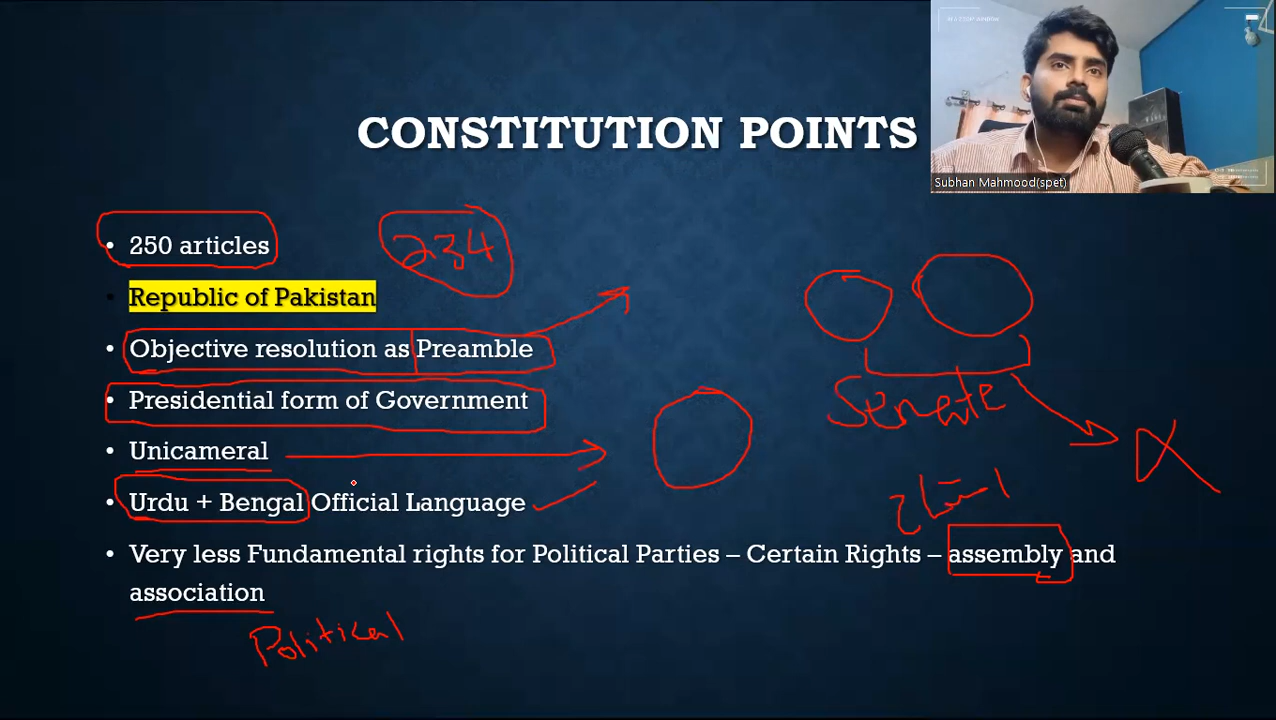 CONSTITUTION POINTS
Subhan Mahmood(spet)
• 250 articles
234
• Republic of Pakistan
• Objective resolution as Preamble
• Presidential form of Government
Senate
• Unicameral
• Urdu + Bengal Official Language
• Very less Fundamental rights for Political Parties – Certain Rights – assembly and
association
Political